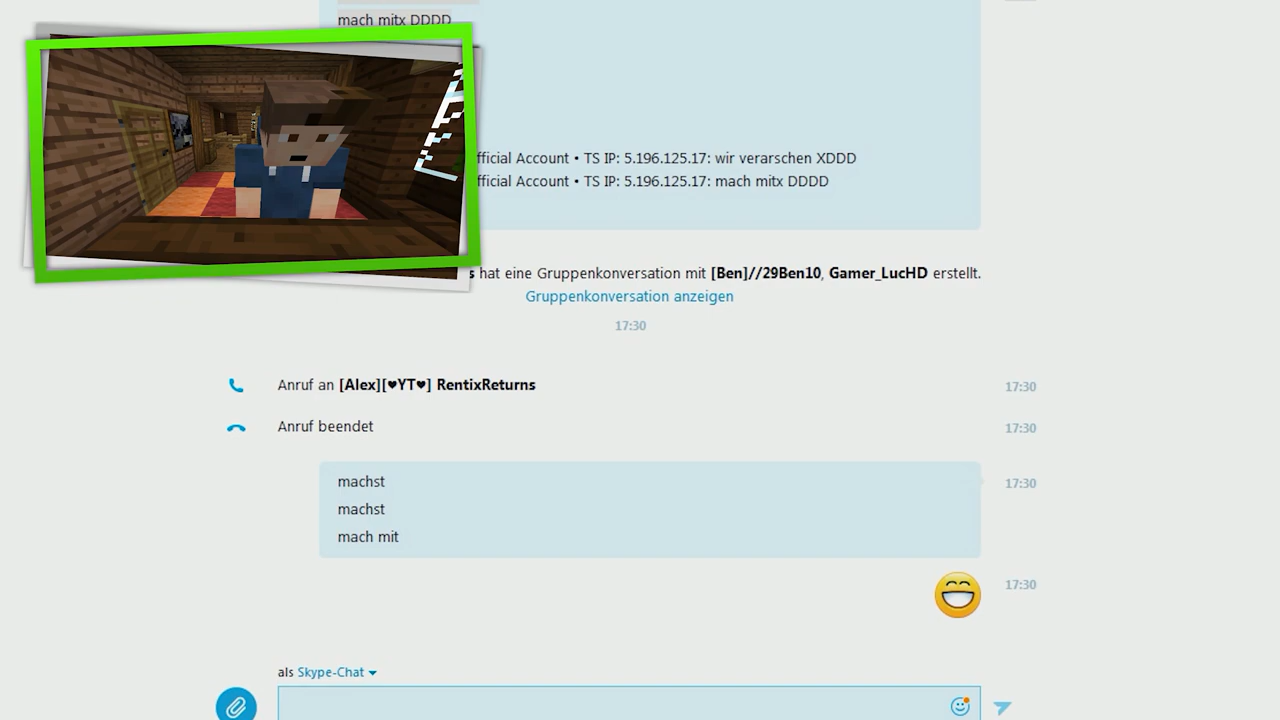 mach mitx DDDD
fficial Account • TS IP: 5.196.125.17: wir verarschen XDDD
fficial Account • TS IP: 5.196.125.17: mach mitx DDDD
s hat eine Gruppenkonversation mit [Ben]//29Ben10, Gamer_LucHD erstellt.
Gruppenkonversation anzeigen
17:30
Anruf an [Alex][♥YT♥] RentixReturns 17:30
Anruf beendet 17:30
machst 17:30
machst
mach mit
17:30
als Skype-Chat